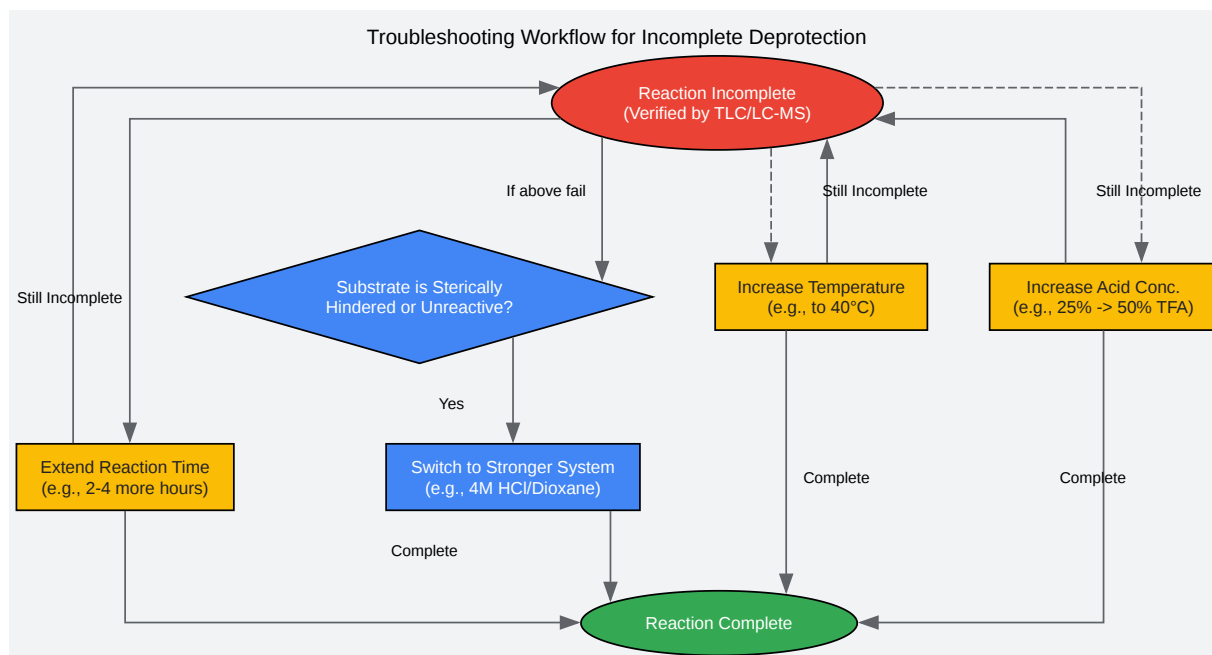 Troubleshooting Workflow for Incomplete Deprotection
Reaction Incomplete
(Verified by TLC/LC-MS)
If above fail
Still Incomplete
Still Incomplete
Substrate is Sterically
Hindered or Unreactive?
Still Incomplete
Increase Temperature
(e.g., to 40°C)
Increase Acid Conc.
(e.g., 25% -> 50% TFA)
Yes
Extend Reaction Time
(e.g., 2-4 more hours)
Switch to Stronger System
(e.g., 4M HCl/Dioxane)
Complete
Complete
Complete
Reaction Complete